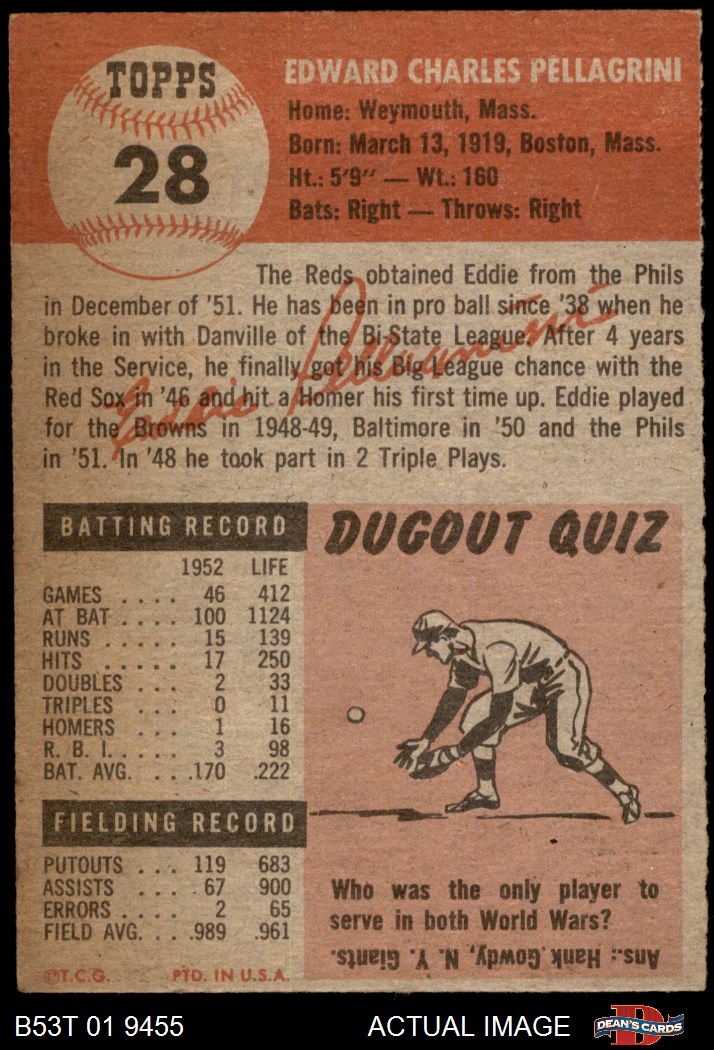 TOPPS
28
EDWARD CHARLES PELLAGRINI
Home: Weymouth, Mass.
Born: March 13, 1919, Boston, Mass.
Ht.: 5'9" — Wt.: 160
Bats: Right — Throws: Right
The Reds obtained Eddie from the Phils
in December of '51. He has been in pro ball since '38 when he
broke in with Danville of the Bi-State League. After 4 years
in the Service, he finally got his Big League chance with the
Red Sox in '46 and hit a Homer his first time up. Eddie played
for the Browns in 1948-49, Baltimore in '50 and the Phils
in '51. In '48 he took part in 2 Triple Plays.
Eddie Pellagrini
BATTING RECORD
1952 LIFE
GAMES .... 46 412
AT BAT .... 100 1124
RUNS ..... 15 139
HITS ..... 17 250
DOUBLES ... 2 33
TRIPLES ... 0 11
HOMERS ... 1 16
R. B. I. .... 3 98
BAT. AVG. ... .170 .222
FIELDING RECORD
PUTOUTS ... 119 683
ASSISTS ... 67 900
ERRORS .... 2 65
FIELD AVG. .. .989 .961
©T.C.G. PTD. IN U.S.A.
DUGOUT QUIZ
Who was the only player to
serve in both World Wars?
Ans.: Hank Gowdy, N. Y. Giants.
B53T 01 9455
ACTUAL IMAGE
D
DEAN'S CARDS